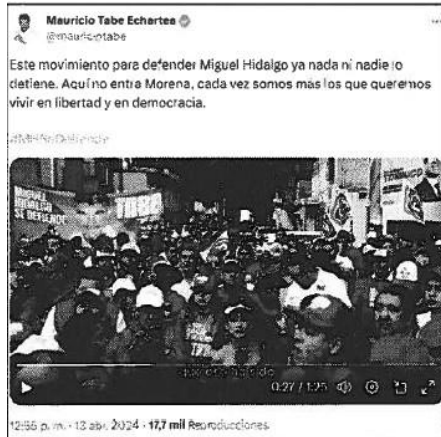 Mauricio Tabe Echartea
@mauriciotabe
Este movimiento para defender Miguel Hidalgo ya nada ni nadie lo
detiene. Aquí no entra Morena, cada vez somos más los que queremos
vivir en libertad y en democracia.
#MHSeDefiende
MIGUEL
HIDALGO
SE DEFIENDE
0:27 / 1:25
12:55 p. m. · 13 abr. 2024 · 17,7 mil Reproducciones